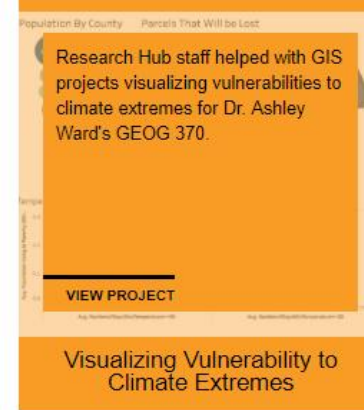 Population By County Parcels That Will be Lost
Research Hub staff helped with GIS
projects visualizing vulnerabilities to
climate extremes for Dr. Ashley
Ward's GEOG 370.
VIEW PROJECT
Visualizing Vulnerability to
Climate Extremes